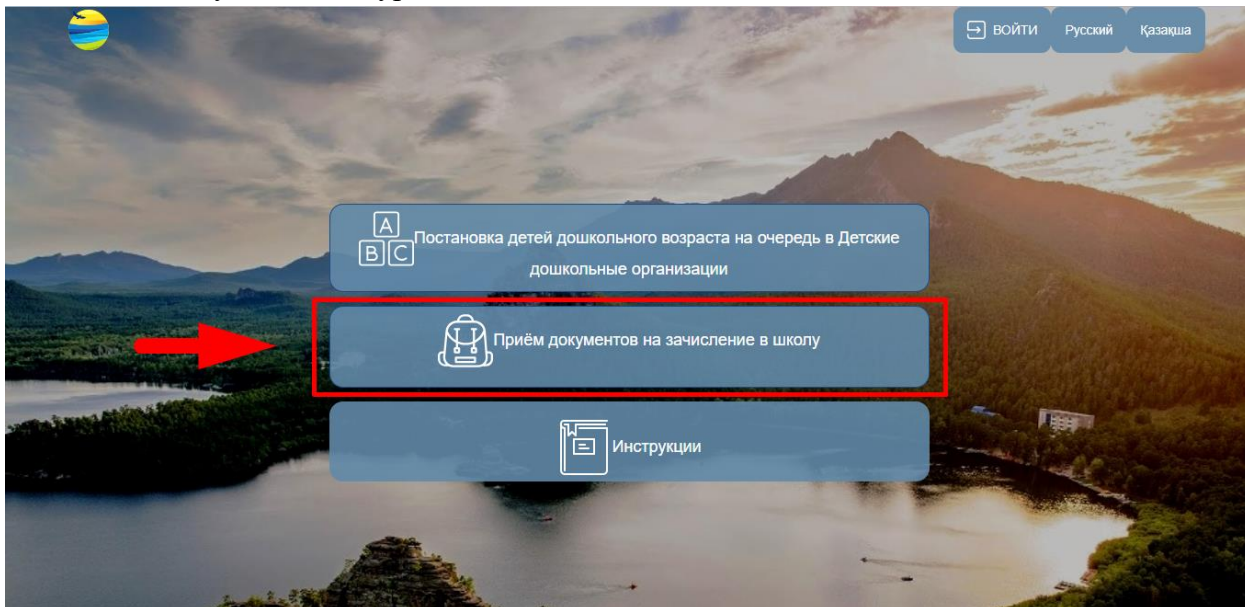 ВОЙТИ Русский Қазақша
A
B C
Постановка детей дошкольного возраста на очередь в Детские
дошкольные организации
Приём документов на зачисление в школу
Инструкции